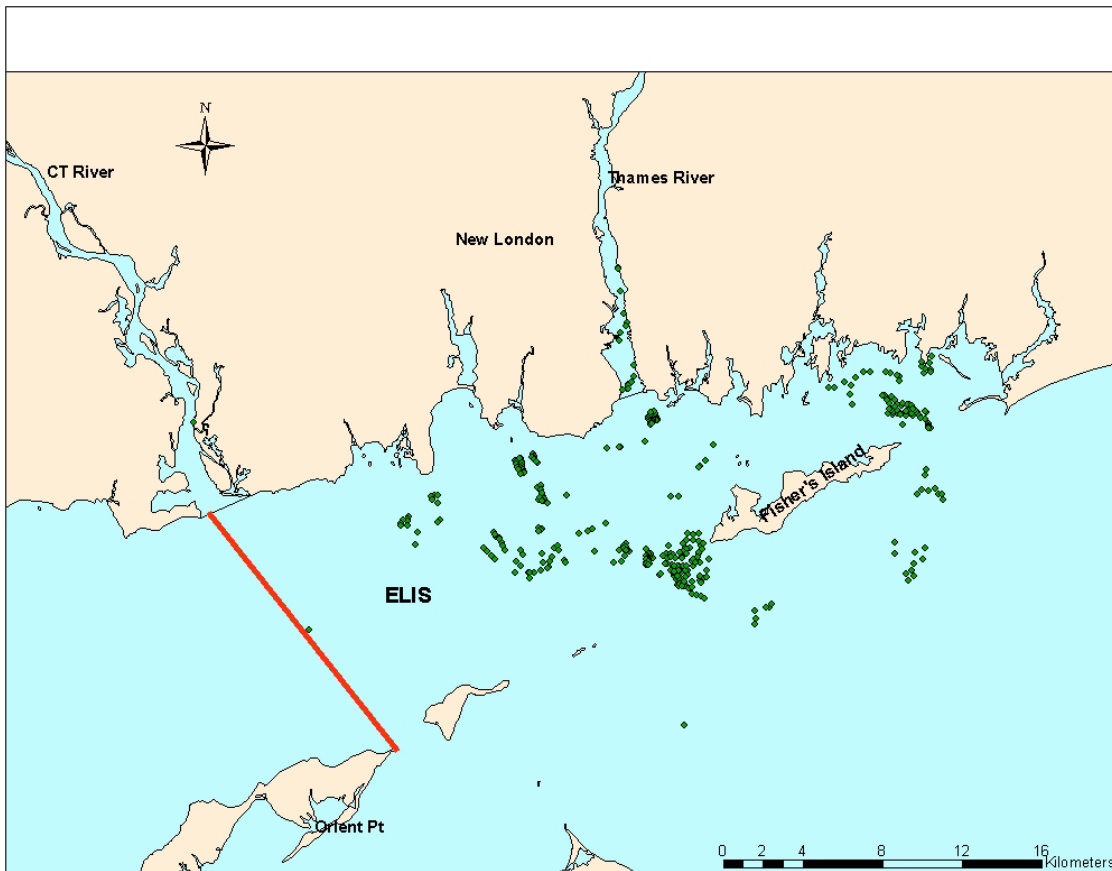 N
CT River
Thames River
New London
Fisher's Island
ELIS
Orient Pt
0 2 4 8 12 16
Kilometers